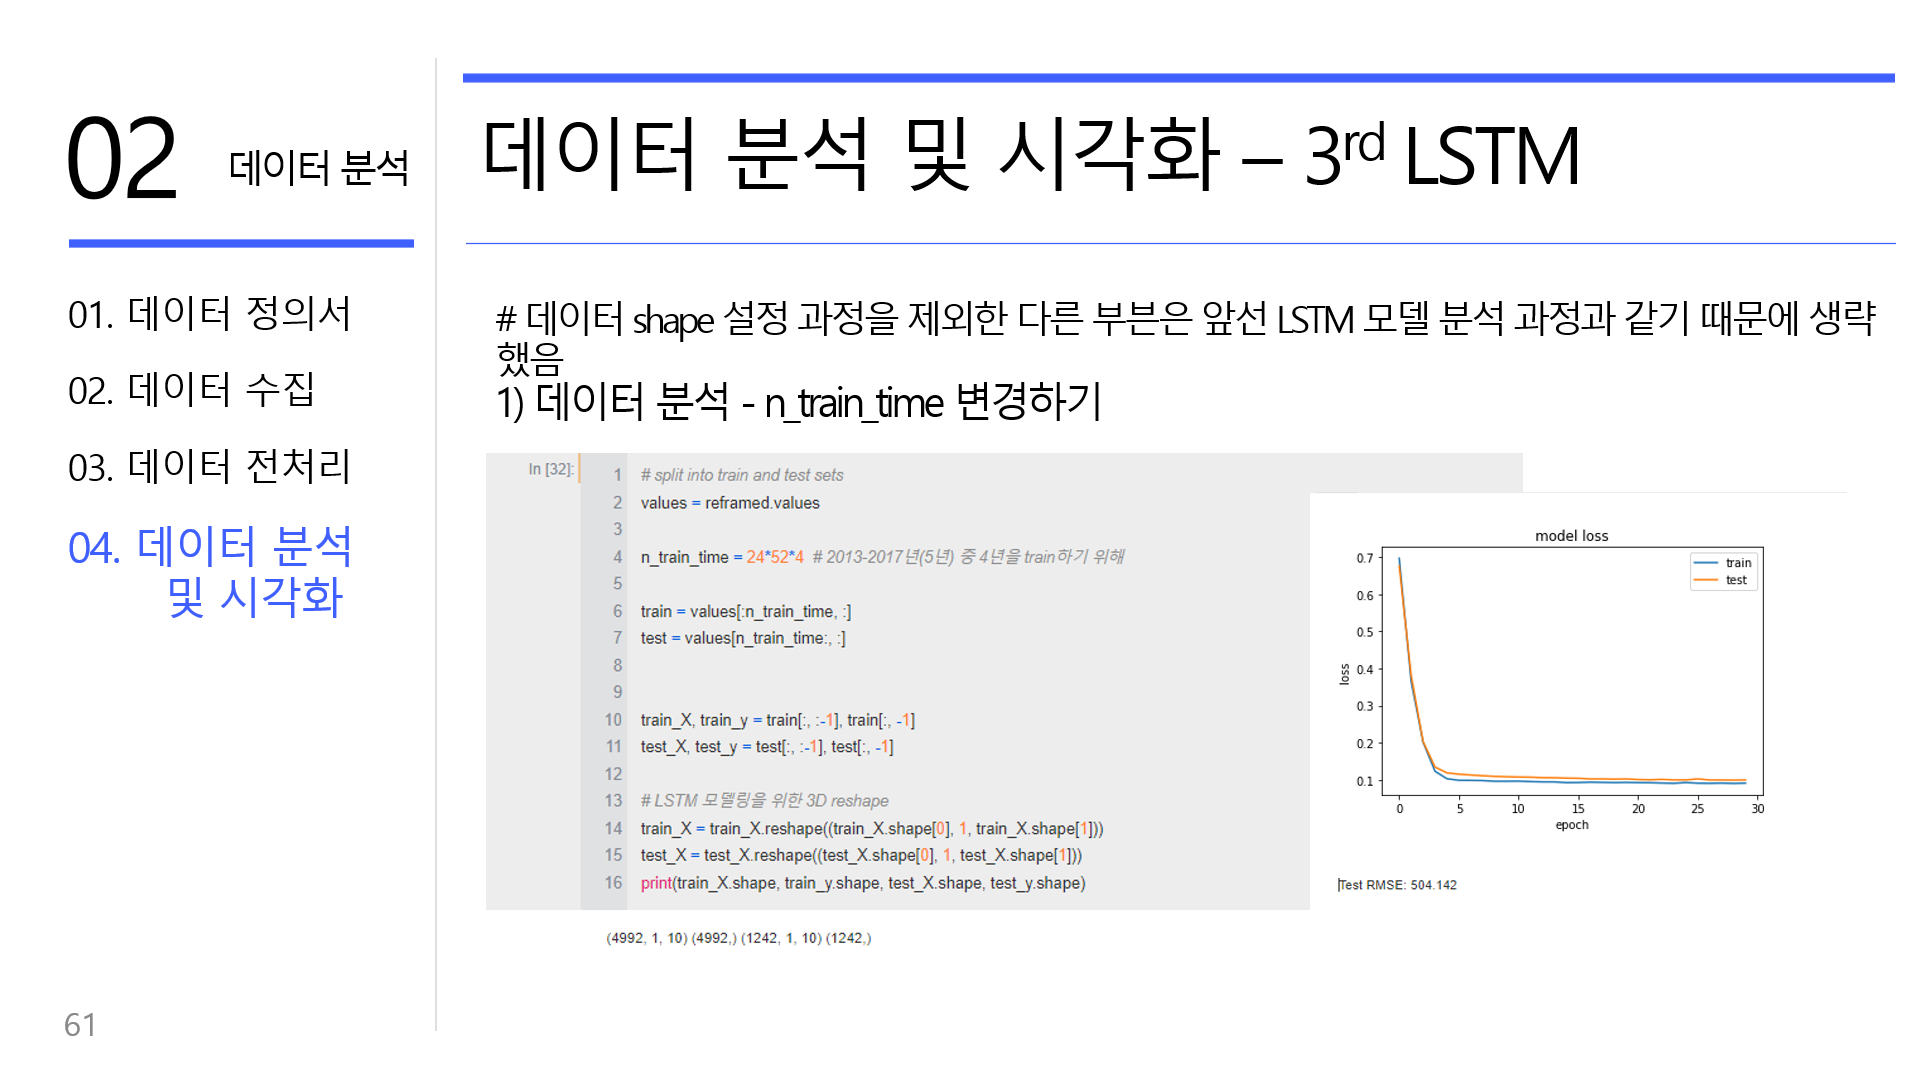 02 데이터 분석
01. 데이터 정의서
02. 데이터 수집
03. 데이터 전처리
04. 데이터 분석
및 시각화
61
데이터 분석 및 시각화 – 3rd LSTM
# 데이터 shape 설정 과정을 제외한 다른 부븐은 앞선 LSTM 모델 분석 과정과 같기 때문에 생략
했음
1) 데이터 분석 - n_train_time 변경하기
In [32]:
1 # split into train and test sets
2 values = reframed.values
3
4 n_train_time = 24*52*4 # 2013-2017년(5년) 중 4년을 train하기 위해
5
6 train = values[:n_train_time, :]
7 test = values[n_train_time:, :]
8
9
10 train_X, train_y = train[:, :-1], train[:, -1]
11 test_X, test_y = test[:, :-1], test[:, -1]
12
13 # LSTM 모델링을 위한 3D reshape
14 train_X = train_X.reshape((train_X.shape[0], 1, train_X.shape[1]))
15 test_X = test_X.reshape((test_X.shape[0], 1, test_X.shape[1]))
16 print(train_X.shape, train_y.shape, test_X.shape, test_y.shape)
(4992, 1, 10) (4992,) (1242, 1, 10) (1242,)
model loss
train
test
0.7
0.6
0.5
0.4
0.3
0.2
0.1
loss
0 5 10 15 20 25 30
epoch
Test RMSE: 504.142